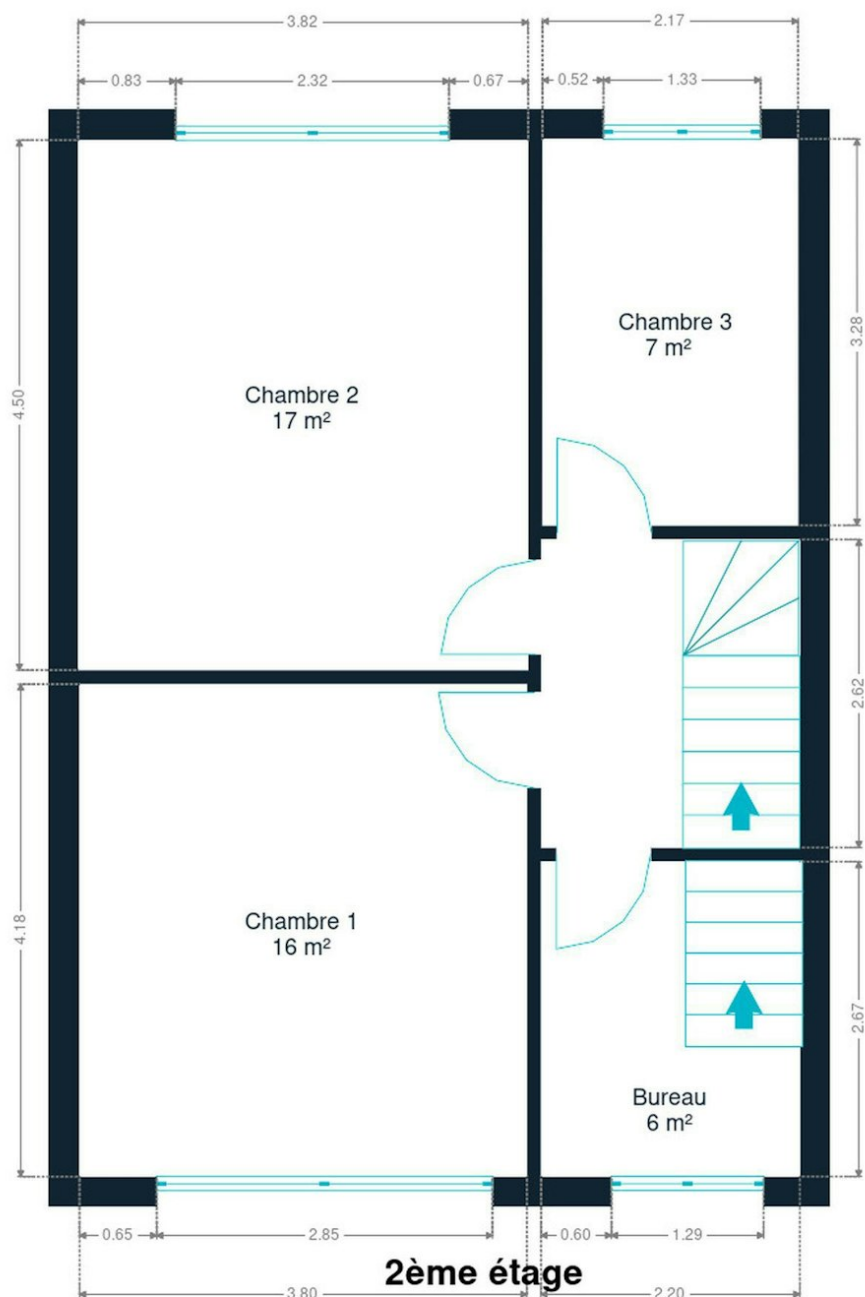 3.82
2.17
0.83
2.32
0.67
0.52
1.33
3.28
Chambre 3
7 m²
4.50
Chambre 2
17 m²
2.62
4.18
Chambre 1
16 m²
2.67
Bureau
6 m²
0.65
2.85
0.60
1.29
2ème étage
3.80
2.20